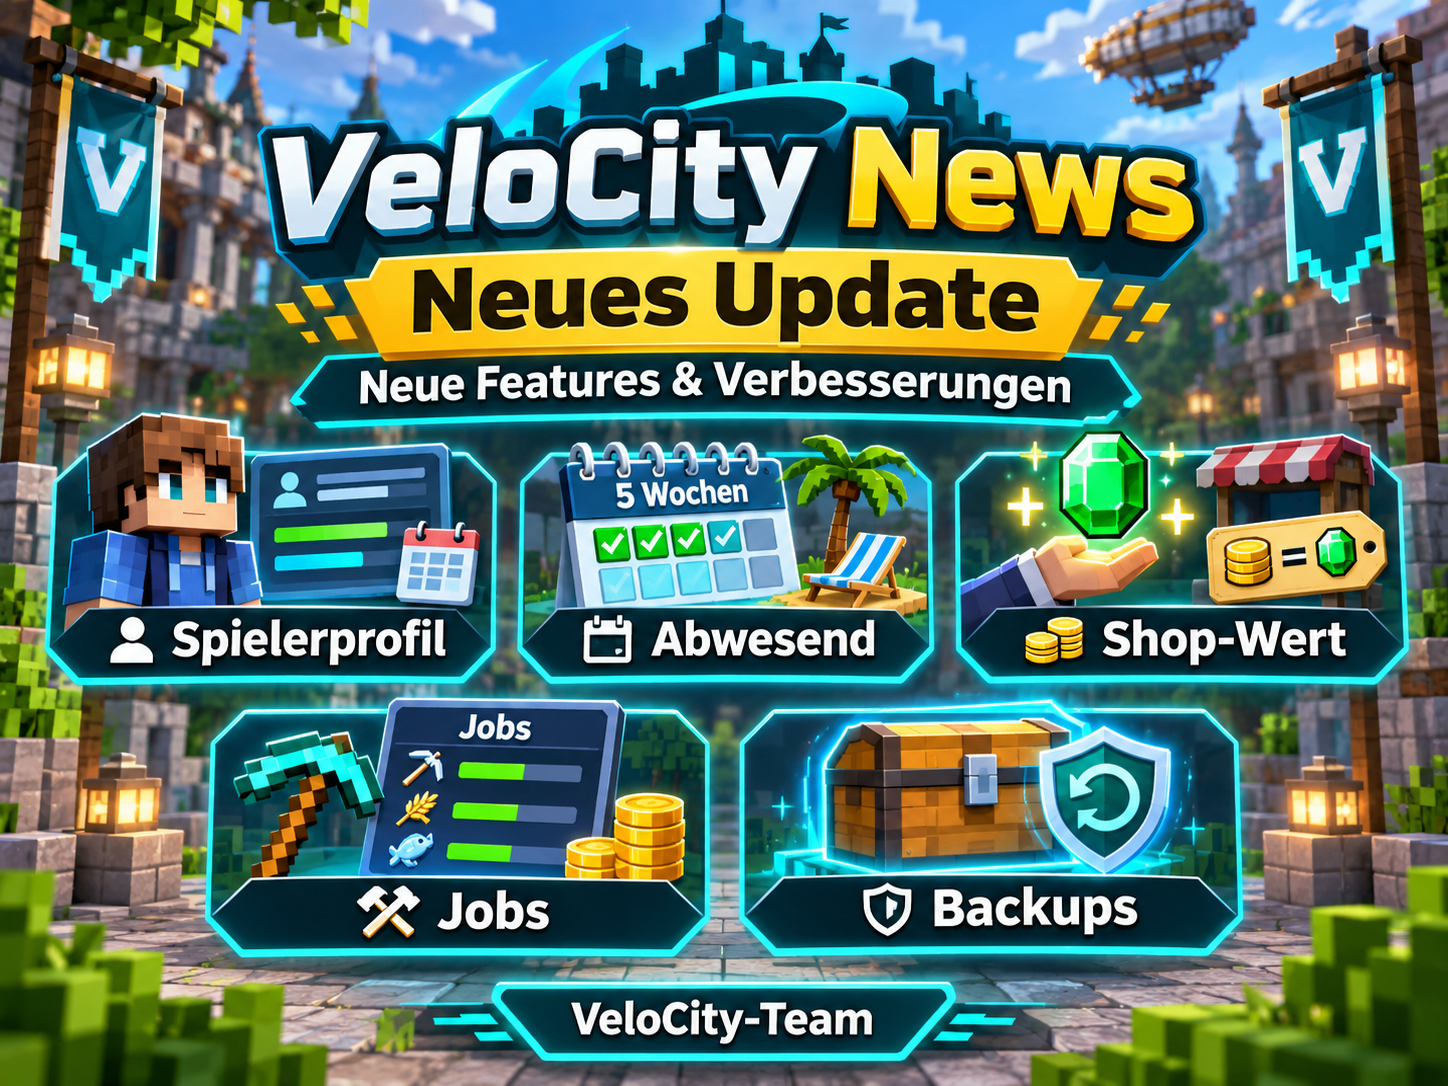 V
V
VeloCity News
Neues Update
Neue Features & Verbesserungen
5 Wochen
=
Spielerprofil
Abwesend
Shop-Wert
Jobs
Jobs
Backups
VeloCity-Team